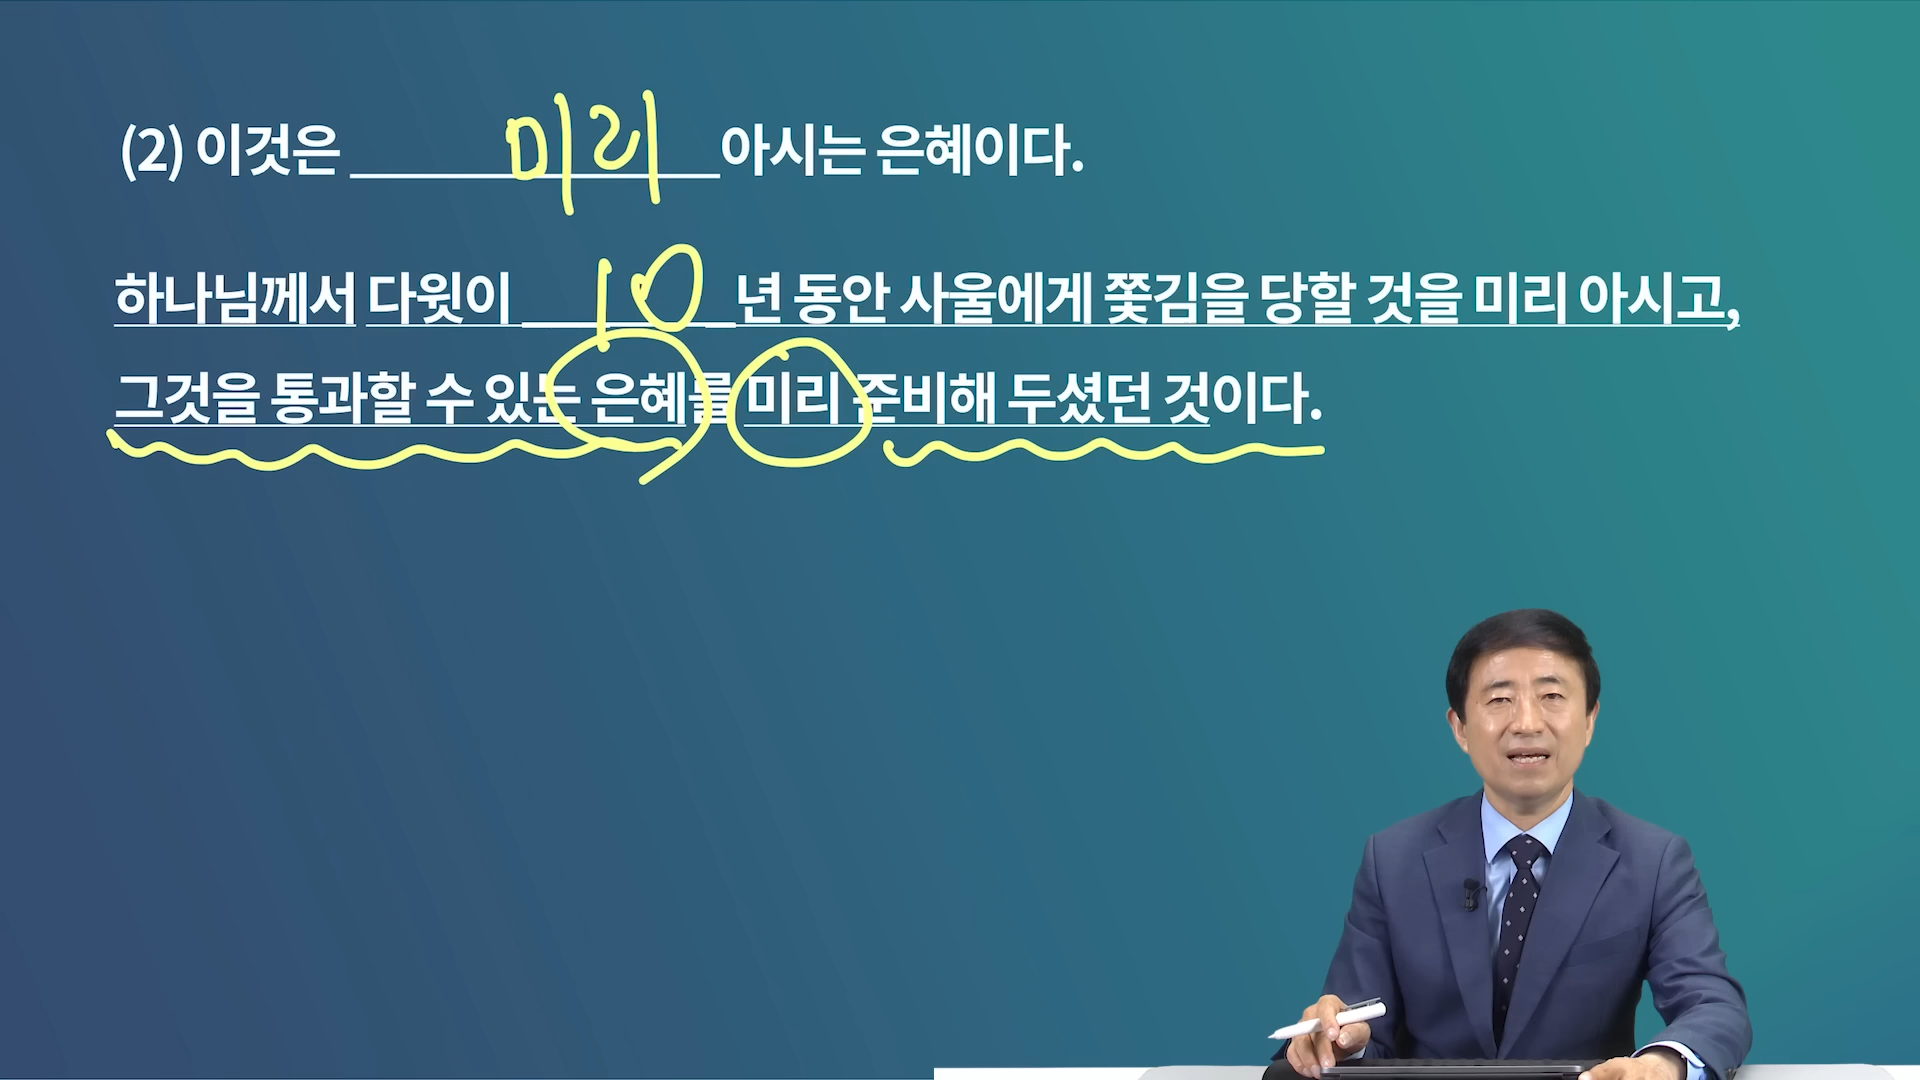 (2) 이것은 미리 아시는 은혜이다.
하나님께서 다윗이 10 년 동안 사울에게 쫓김을 당할 것을 미리 아시고,
그것을 통과할 수 있는 은혜를 미리 준비해 두셨던 것이다.